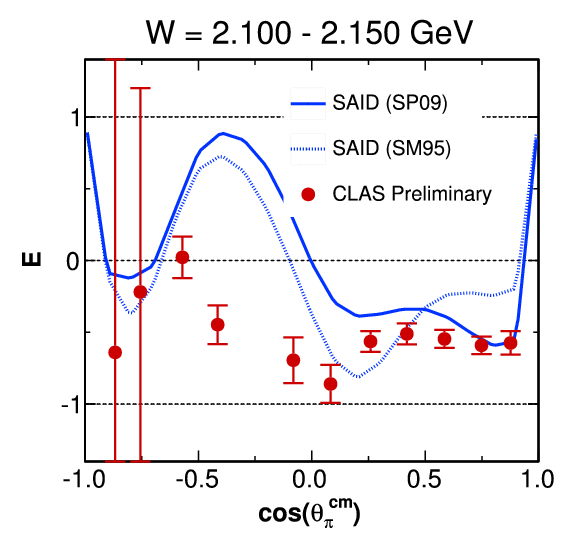 W = 2.100 - 2.150 GeV
SAID (SP09)
SAID (SM95)
CLAS Preliminary
1
0
-1
E
-1.0 -0.5 0.0 0.5 1.0
cos(θπcm)